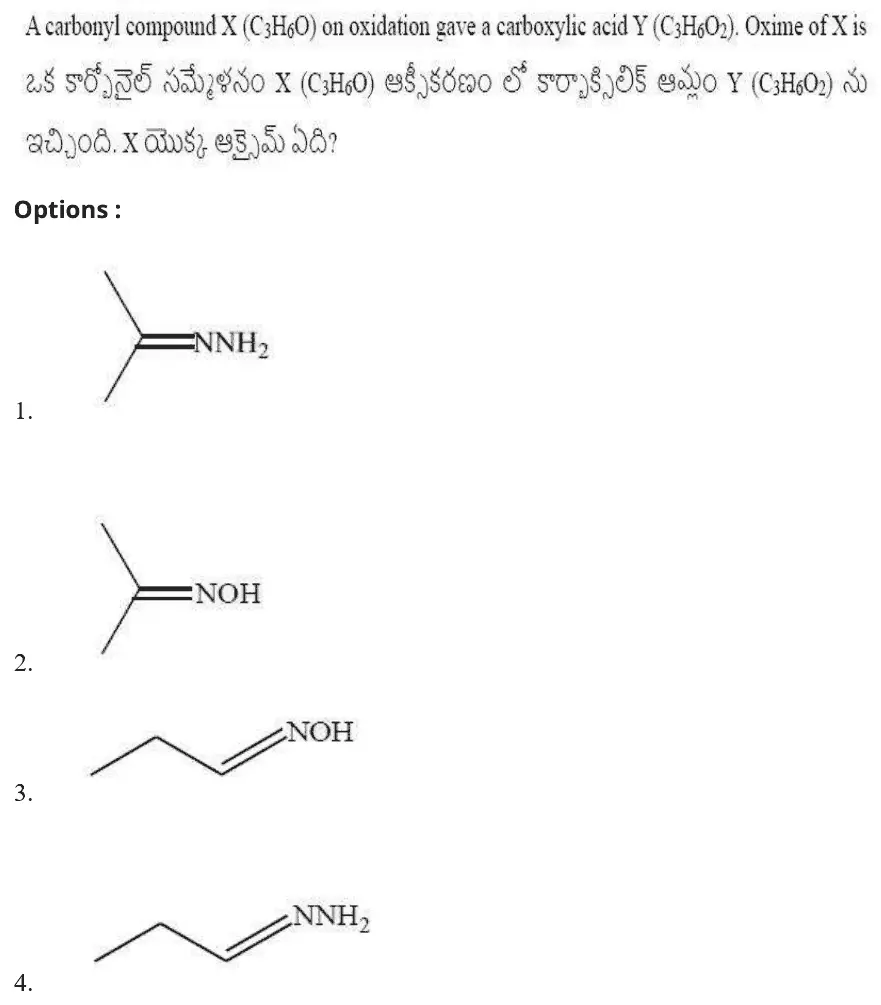 A carbonyl compound X (C3H6O) on oxidation gave a carboxylic acid Y (C3H6O2). Oxime of X is
ఒక కార్బోనైల్ సమ్మేళనం X (C3H6O) ఆక్సీకరణం లో కార్బాక్సిలిక్ ఆమ్లం Y (C3H6O2) ను
ఇచ్చింది. X యొక్క ఆక్సైమ్ ఏది?
Options :
NNH2
1.
NOH
2.
NOH
3.
NNH2
4.